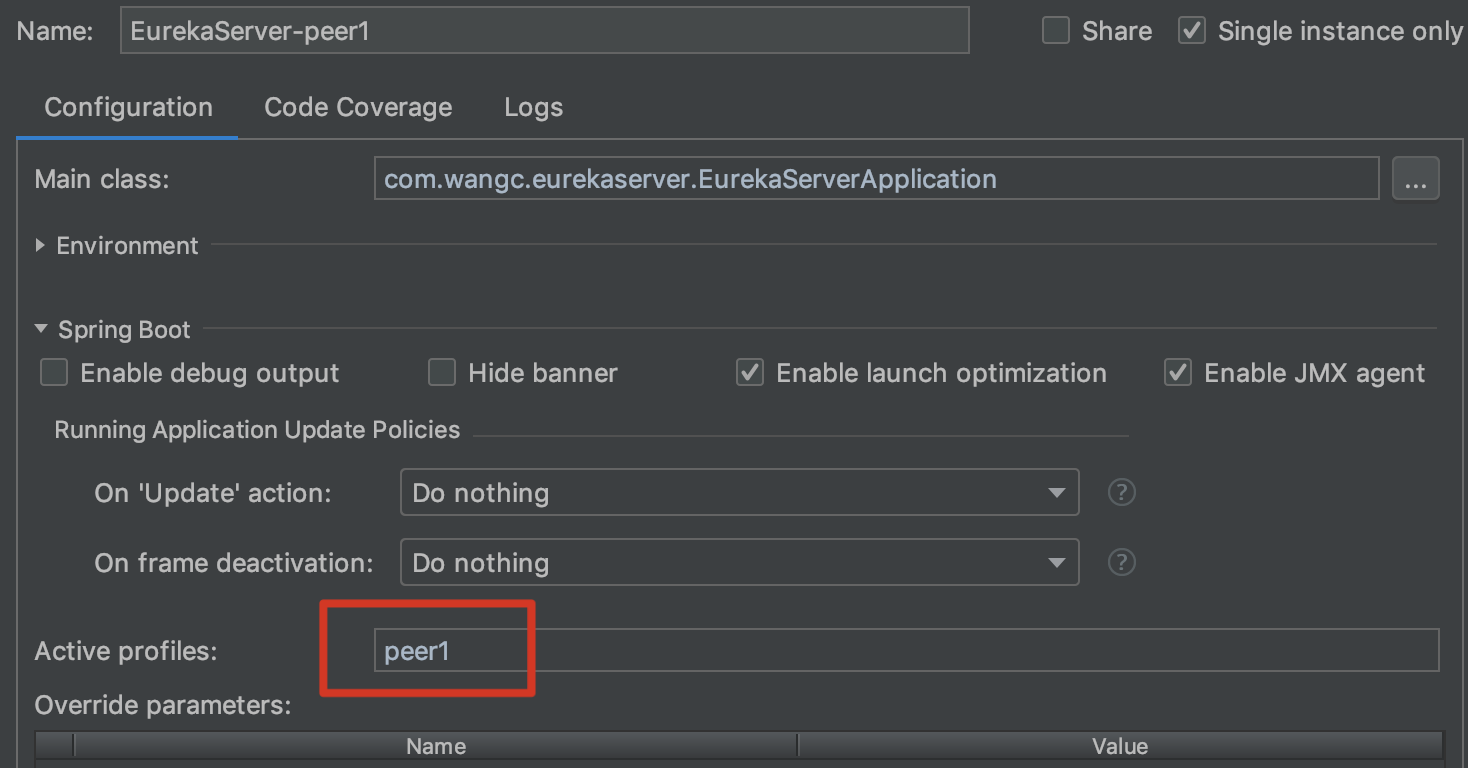 Name: EurekaServer-peer1 Share Single instance only
Configuration Code Coverage Logs
Main class: com.wangc.eurekaserver.EurekaServerApplication ...
Environment
Spring Boot
Enable debug output Hide banner Enable launch optimization Enable JMX agent
Running Application Update Policies
On 'Update' action: Do nothing ?
On frame deactivation: Do nothing ?
Active profiles: peer1
Override parameters:
Name Value